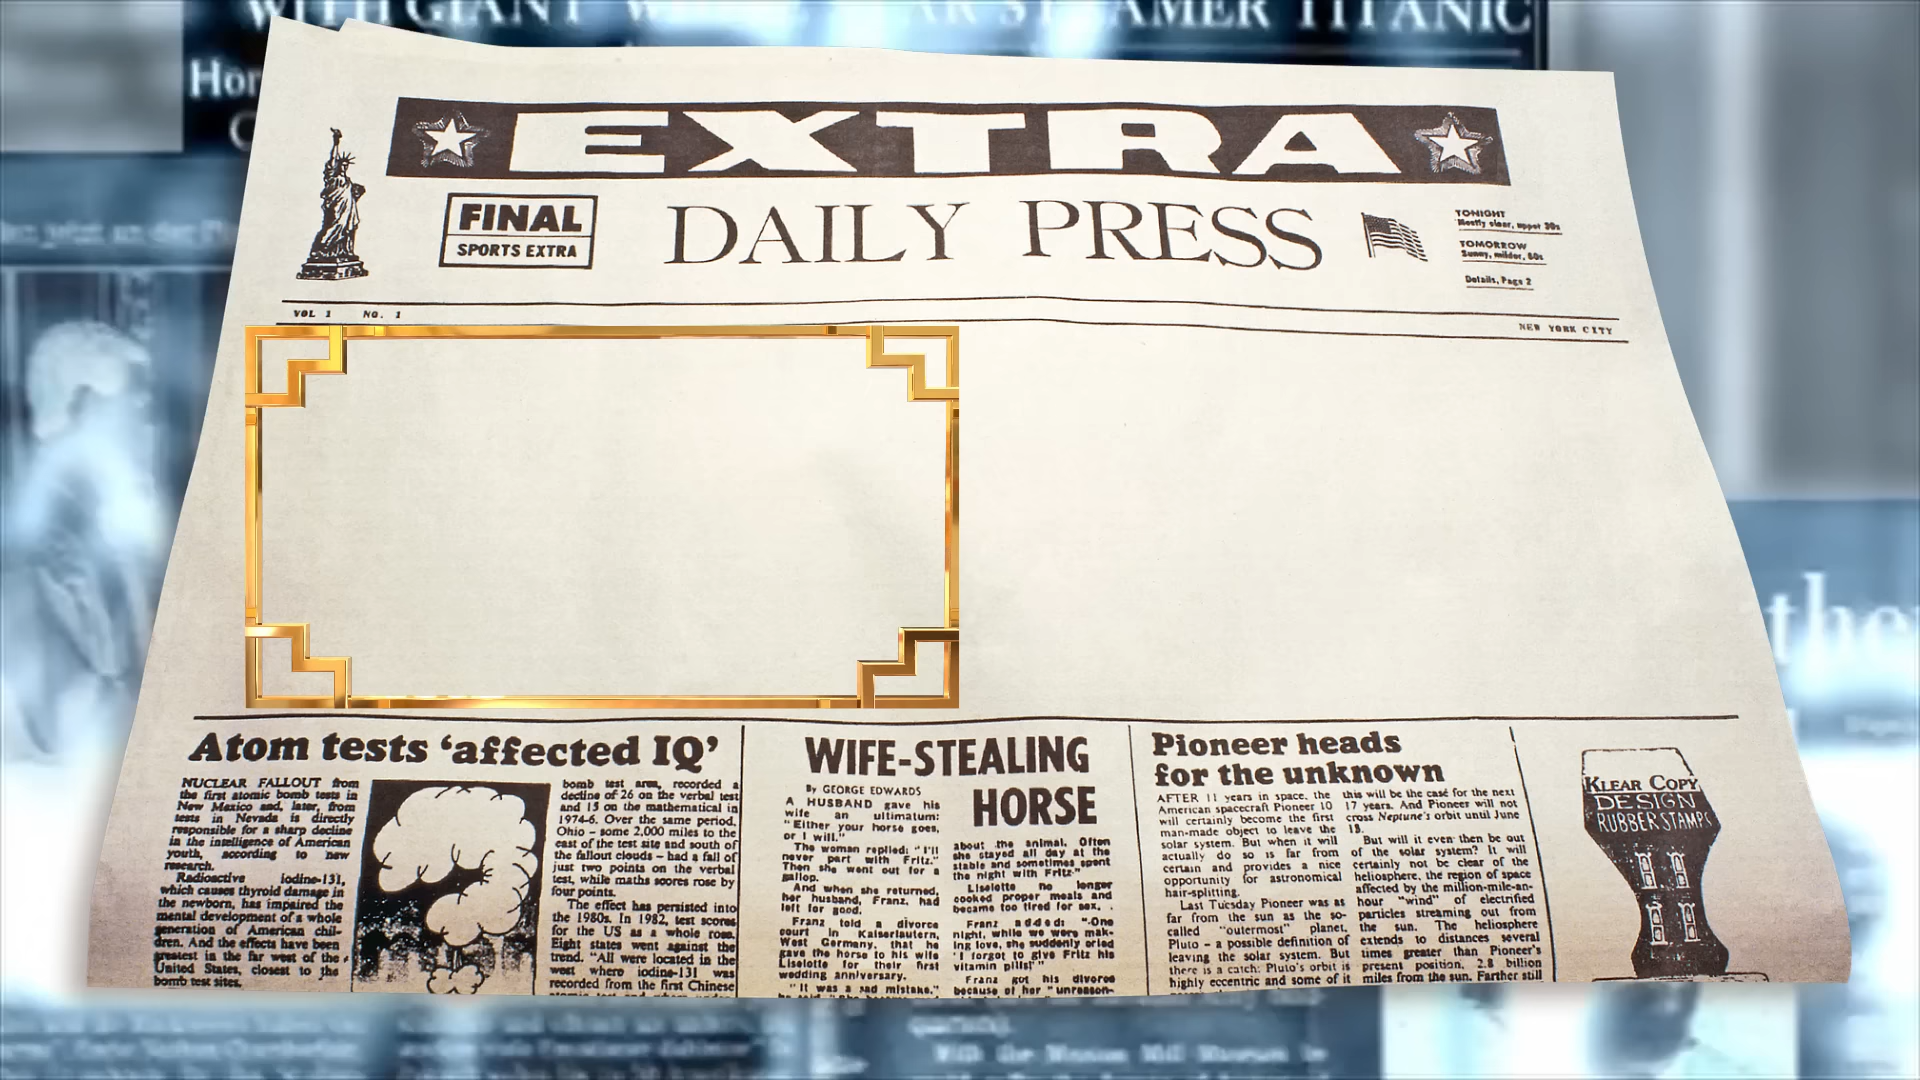 WITH GIANT
STEAMER TITANIC
EXTRA
FINAL
SPORTS EXTRA
DAILY PRESS
TONIGHT
Mostly clear, upper 30s
TOMORROW
Sunny, milder, 50s
Details, Page 2
VOL 1 NO. 1
NEW YORK CITY
Atom tests ‘affected IQ’
NUCLEAR FALLOUT from
the first atomic bomb tests in
New Mexico and, later, from
tests in Nevada is directly
responsible for a sharp decline
in the intelligence of American
youth, according to new
research.
Radioactive iodine-131,
which causes thyroid damage in
the newborn, has impaired the
mental development of a whole
generation of American chil-
dren. And the effects have been
greatest in the far west of the
United States, closest to the
bomb test sites.
bomb test area, recorded a
decline of 26 on the verbal test
and 15 on the mathematical in
1974-6. Over the same period,
Ohio – some 2,000 miles to the
east of the test site and south of
the fallout clouds – had a fall of
just two points on the verbal
test, while maths scores rose by
four points.
The effect has persisted into
the 1980s. In 1982, test scores
for the US as a whole rose.
Eight states went against the
trend. “All were located in the
west where iodine-131 was
recorded from the first Chinese
WIFE-STEALING
HORSE
By GEORGE EDWARDS
A HUSBAND gave his
wife an ultimatum:
“Either your horse goes,
or I will.”
The woman replied: “I'll
never part with Fritz.”
Then she went out for a
gallop.
And when she returned,
her husband, Franz, had
left for good.
Franz told a divorce
court in Kaiserlautern,
West Germany, that he
gave the horse to his wife
Liselotte for their first
wedding anniversary.
“It was a sad mistake,”
about the animal. Often
she stayed all day at the
stable and sometimes spent
the night with Fritz.”
Liselotte no longer
cooked proper meals and
became too tired for sex.
Franz added: “One
night, while we were mak-
ing love, she suddenly cried
‘I forgot to give Fritz his
vitamin pills!’”
Franz got his divorce
because of her “unreason-
Pioneer heads
for the unknown
AFTER 11 years in space, the
American spacecraft Pioneer 10
will certainly become the first
man-made object to leave the
solar system. But when it will
actually do so is far from
certain and provides a nice
opportunity for astronomical
hair-splitting.
Last Tuesday Pioneer was as
far from the sun as the so-
called “outermost” planet,
Pluto – a possible definition of
leaving the solar system. But
there is a catch: Pluto's orbit is
highly eccentric and some of it
this will be the case for the next
17 years. And Pioneer will not
cross Neptune's orbit until June
13.
But will it even then be out
of the solar system? It will
certainly not be clear of the
heliosphere, the region of space
affected by the million-mile-an-
hour “wind” of electrified
particles streaming out from
the sun. The heliosphere
extends to distances several
times greater than Pioneer's
present position, 2.8 billion
miles from the sun. Farther still
KLEAR COPY
DESIGN
RUBBER STAMPS